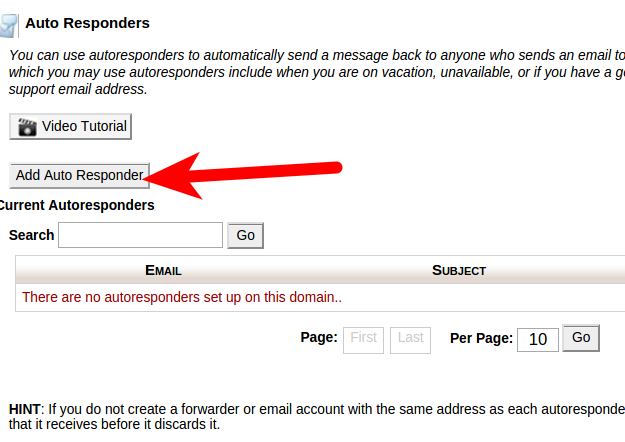 Auto Responders
You can use autoresponders to automatically send a message back to anyone who sends an email to
which you may use autoresponders include when you are on vacation, unavailable, or if you have a g
support email address.
Video Tutorial
Add Auto Responder
Current Autoresponders
Search Go
EMAIL SUBJECT
There are no autoresponders set up on this domain..
Page: First Last Per Page: 10 Go
HINT: If you do not create a forwarder or email account with the same address as each autoresponde
that it receives before it discards it.